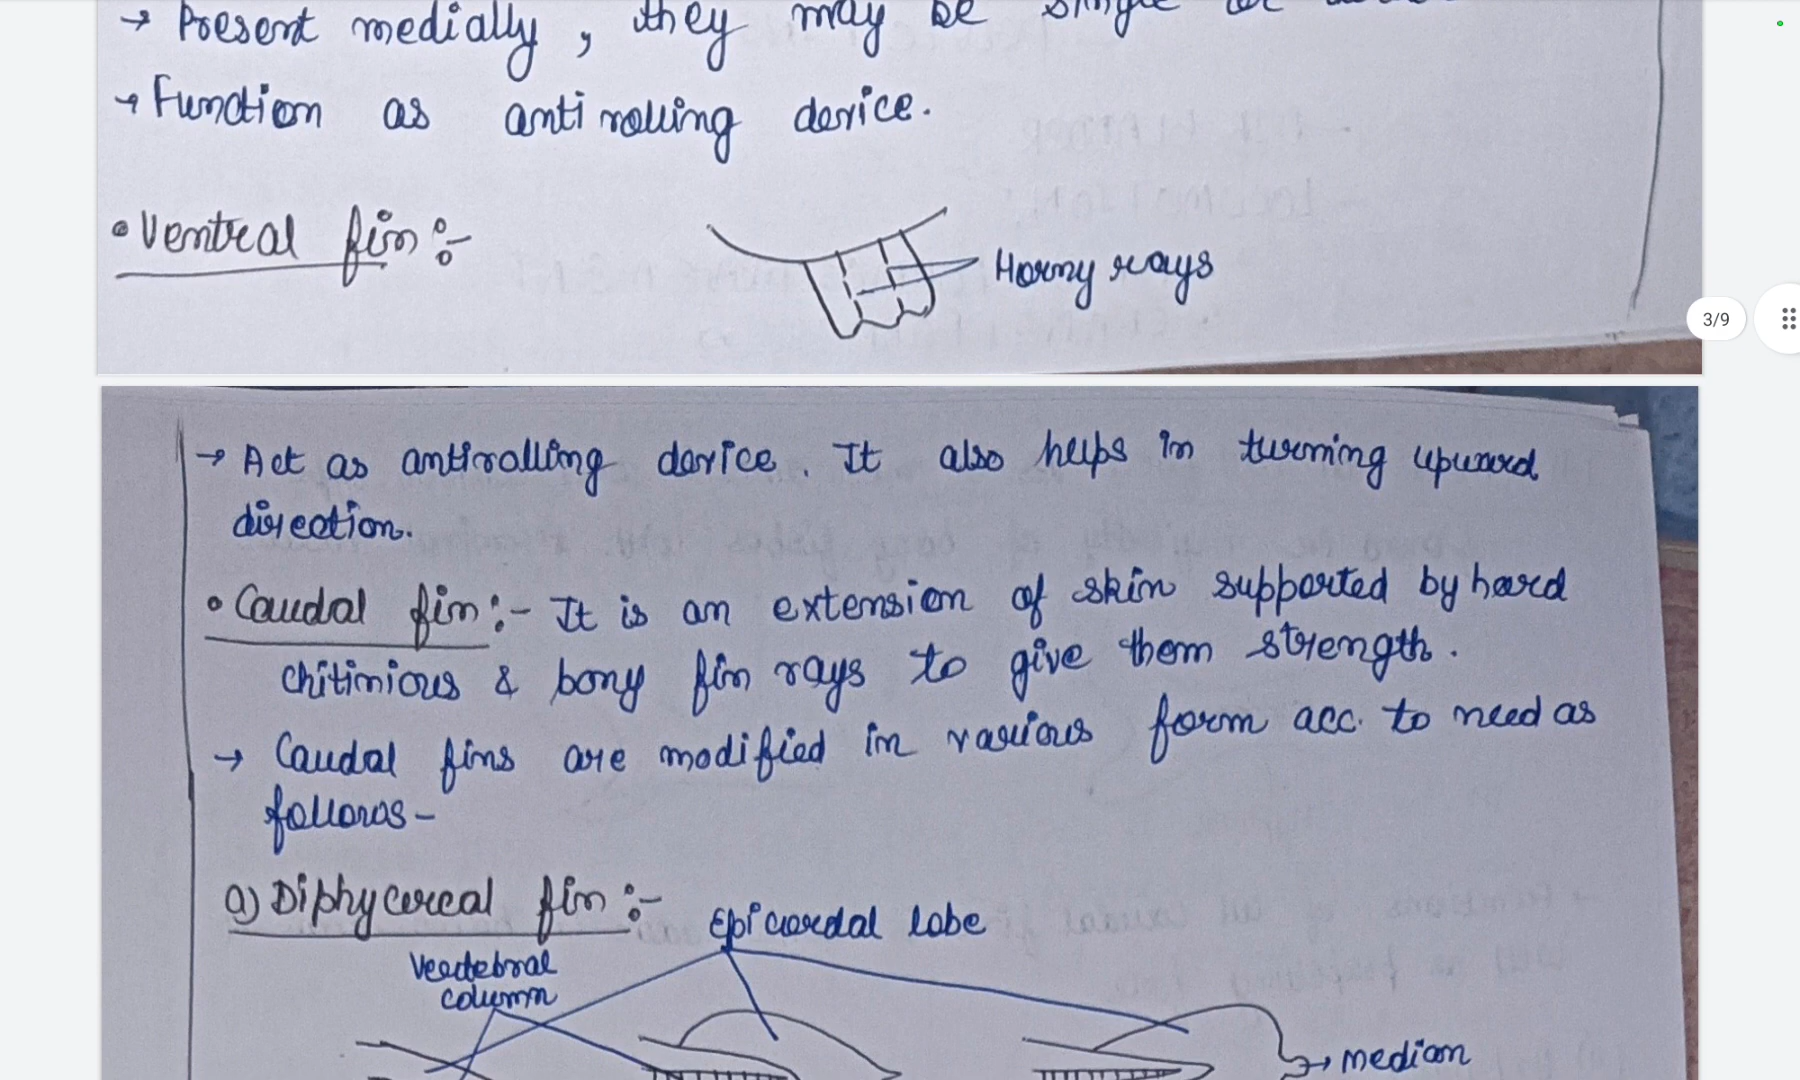 → Present medially, they may be single or
→ Function as anti rolling device.
• Ventral fin :-
Horny rays
3/9
→ Act as antirolling device. It also helps in turning upward
direction.
• Caudal fin :- It is an extension of skin supported by hard
chitinious & bony fin rays to give them strength.
→ Caudal fins are modified in various form acc. to need as
follows -
a) Diphycereal fin :-
Epicordal lobe
Vertebral
column
→ median